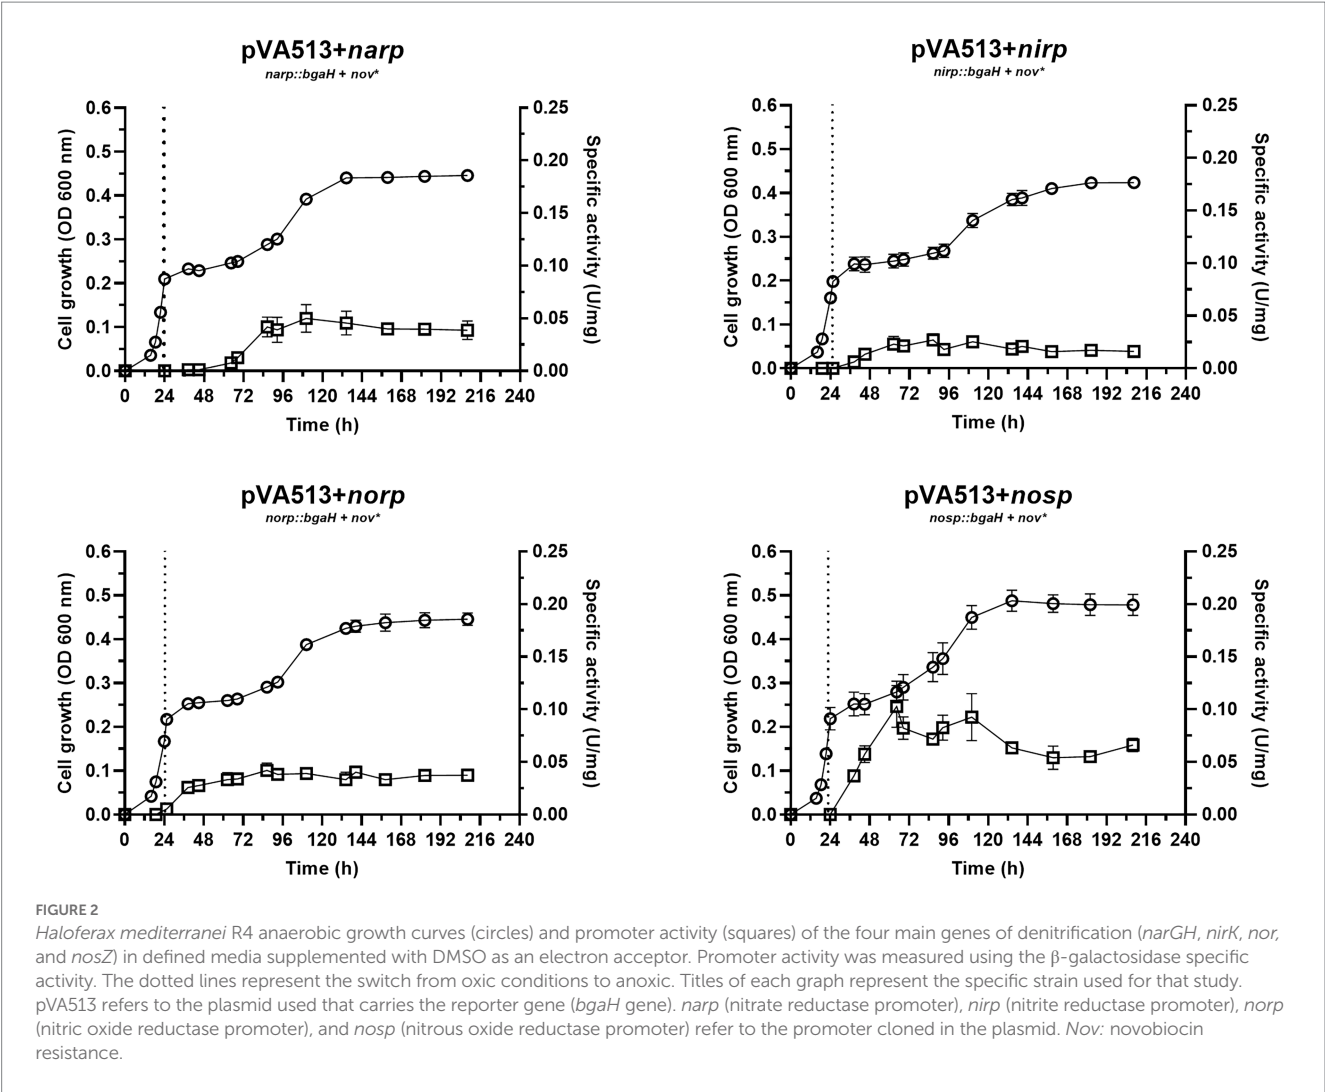 pVA513+narp
narp::bgaH + nov*
0.6
0.5
0.4
0.3
0.2
0.1
0.0
Cell growth (OD 600 nm)
0.25
0.20
0.15
0.10
0.05
0.00
Specific activity (U/mg)
0 24 48 72 96 120 144 168 192 216 240
Time (h)
pVA513+nirp
nirp::bgaH + nov*
0.6
0.5
0.4
0.3
0.2
0.1
0.0
Cell growth (OD 600 nm)
0.25
0.20
0.15
0.10
0.05
0.00
Specific activity (U/mg)
0 24 48 72 96 120 144 168 192 216 240
Time (h)
pVA513+norp
norp::bgaH + nov*
0.6
0.5
0.4
0.3
0.2
0.1
0.0
Cell growth (OD 600 nm)
0.25
0.20
0.15
0.10
0.05
0.00
Specific activity (U/mg)
0 24 48 72 96 120 144 168 192 216 240
Time (h)
pVA513+nosp
nosp::bgaH + nov*
0.6
0.5
0.4
0.3
0.2
0.1
0.0
Cell growth (OD 600 nm)
0.25
0.20
0.15
0.10
0.05
0.00
Specific activity (U/mg)
0 24 48 72 96 120 144 168 192 216 240
Time (h)
FIGURE 2
Haloferax mediterranei R4 anaerobic growth curves (circles) and promoter activity (squares) of the four main genes of denitrification (narGH, nirK, nor,
and nosZ) in defined media supplemented with DMSO as an electron acceptor. Promoter activity was measured using the β-galactosidase specific
activity. The dotted lines represent the switch from oxic conditions to anoxic. Titles of each graph represent the specific strain used for that study.
pVA513 refers to the plasmid used that carries the reporter gene (bgaH gene). narp (nitrate reductase promoter), nirp (nitrite reductase promoter), norp
(nitric oxide reductase promoter), and nosp (nitrous oxide reductase promoter) refer to the promoter cloned in the plasmid. Nov: novobiocin
resistance.